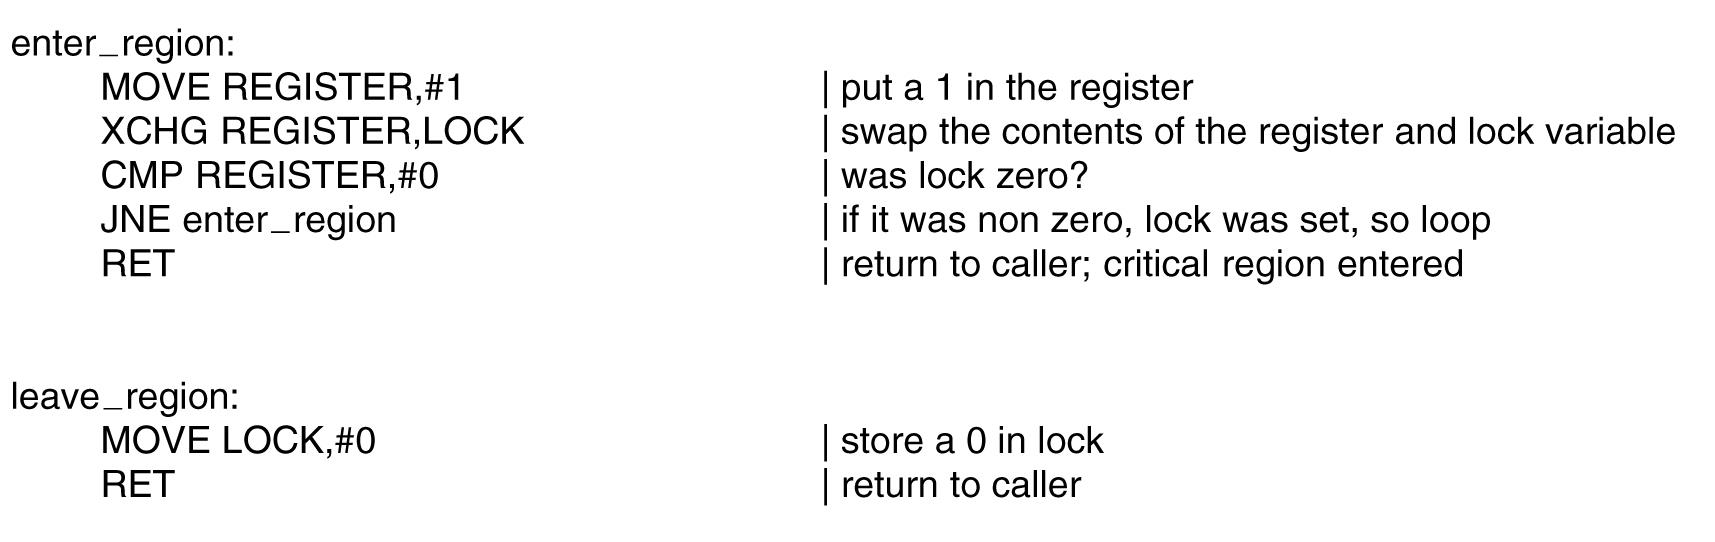 enter_region:
MOVE REGISTER,#1 | put a 1 in the register
XCHG REGISTER,LOCK | swap the contents of the register and lock variable
CMP REGISTER,#0 | was lock zero?
JNE enter_region | if it was non zero, lock was set, so loop
RET | return to caller; critical region entered
leave_region:
MOVE LOCK,#0 | store a 0 in lock
RET | return to caller